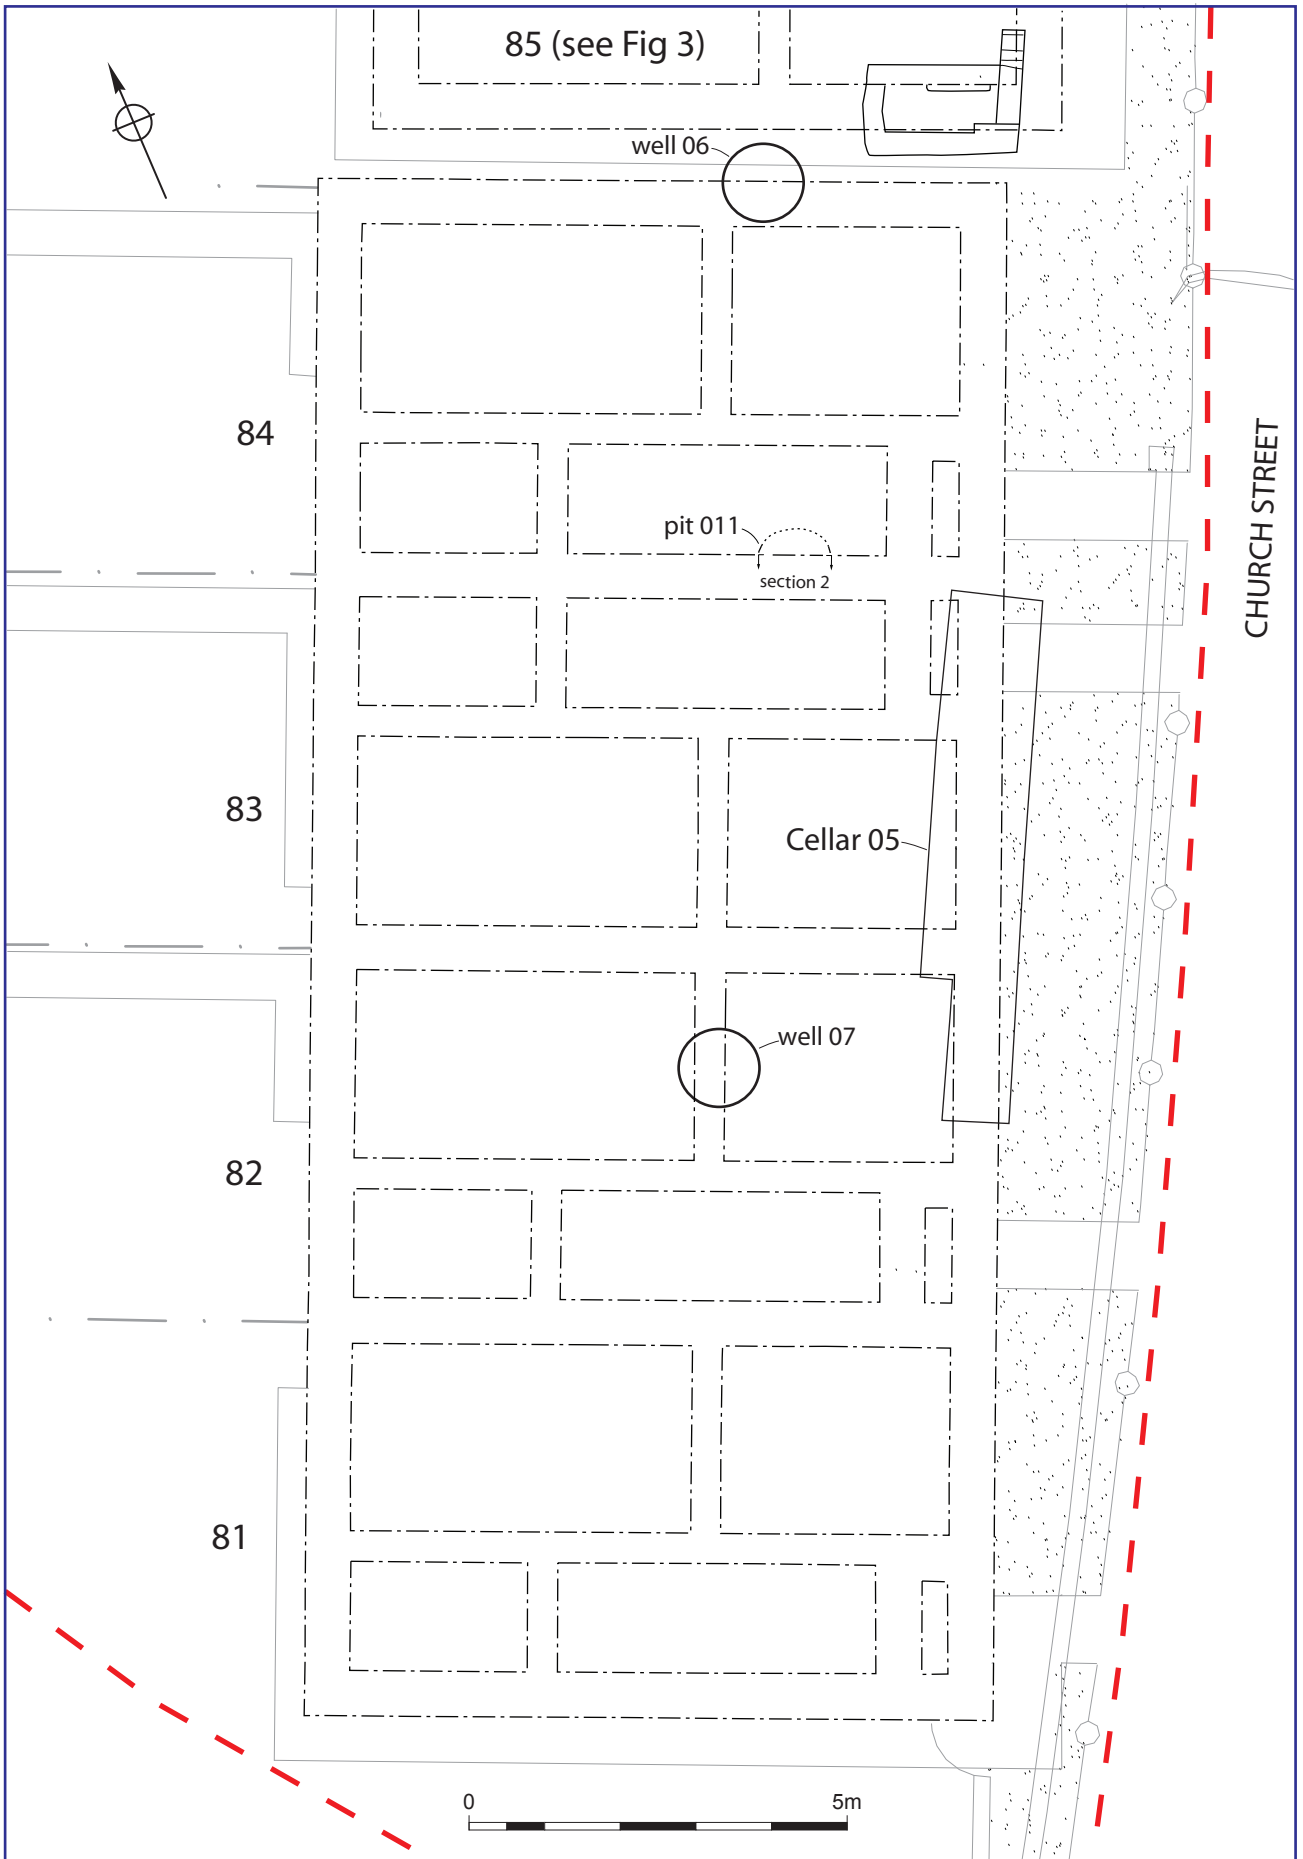 85 (see Fig 3)
well 06
84
pit 011
section 2
CHURCH STREET
83
Cellar 05
well 07
82
81
0 5m